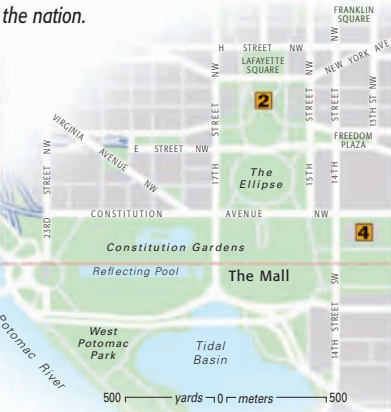 the nation.
FRANKLIN
SQUARE
H STREET NW
NW
NEW YORK AVE
LAFAYETTE
SQUARE
NW
NW
13TH ST NW
2
STREET
STREET
STREET
VIRGINIA
AVENUE
NW
E STREET NW
FREEDOM
PLAZA
STREET NW
17TH
The
Ellipse
15TH
14TH
23RD
CONSTITUTION AVENUE NW
4
Constitution Gardens
Reflecting Pool
The Mall
14TH STREET SW
Potomac River
West
Potomac
Park
Tidal
Basin
500 yards 0 meters 500